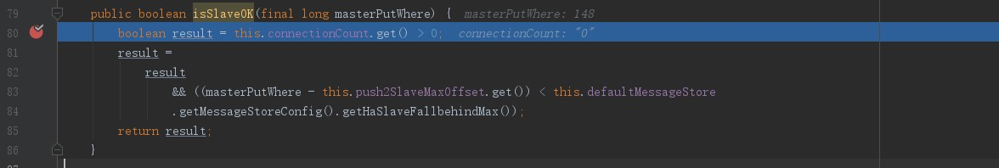 79 public boolean isSlaveOK(final long masterPutWhere) { masterPutWhere: 148
80 boolean result = this.connectionCount.get() > 0; connectionCount: "0"
81 result =
82 result
83 && ((masterPutWhere - this.push2SlaveMaxOffset.get()) < this.defaultMessageStore
84 .getMessageStoreConfig().getHaSlaveFallbehindMax());
85 return result;
86 }
87